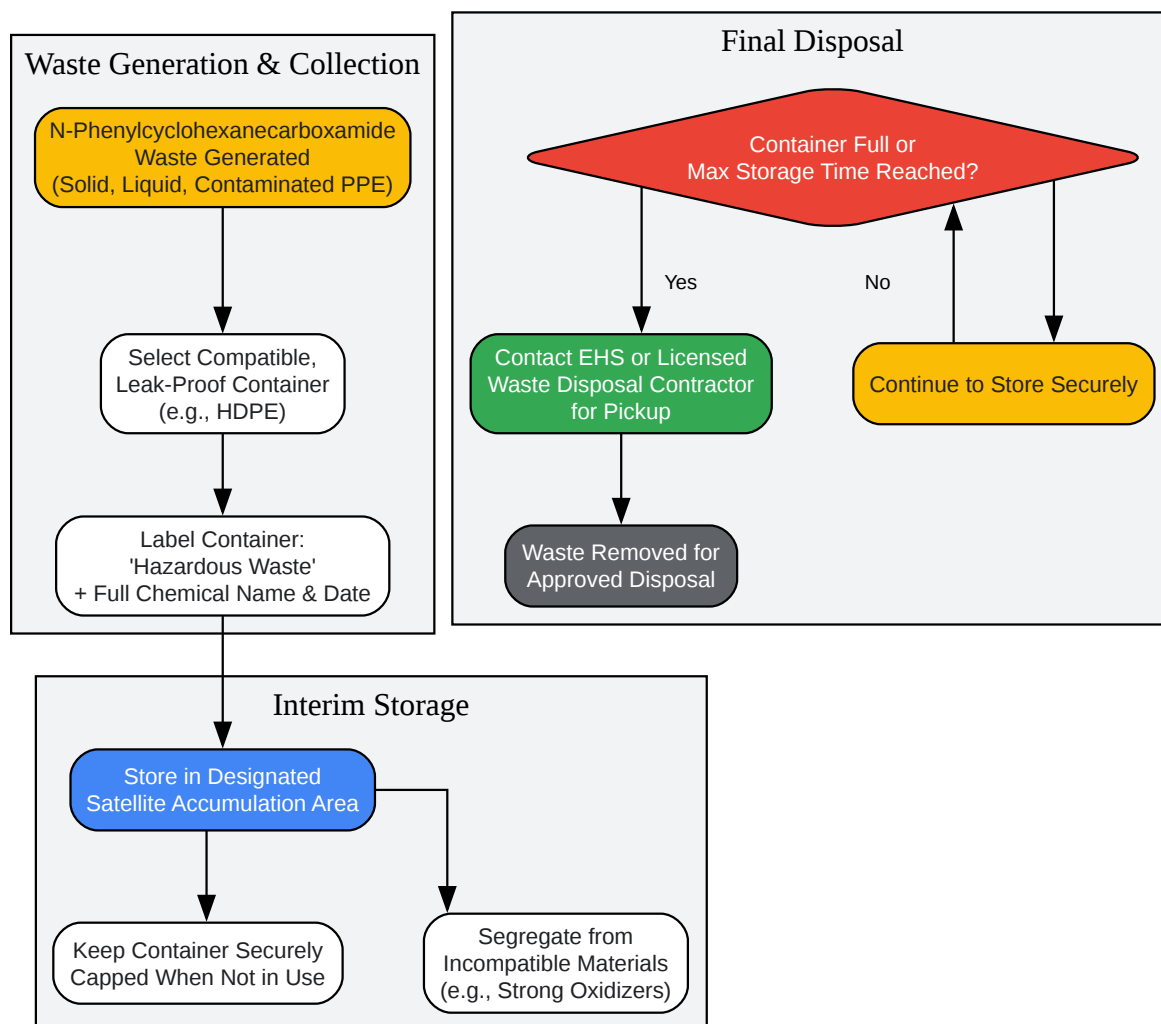 Waste Generation & Collection
N-Phenylcyclohexanecarboxamide
Waste Generated
(Solid, Liquid, Contaminated PPE)
Select Compatible,
Leak-Proof Container
(e.g., HDPE)
Label Container:
'Hazardous Waste'
+ Full Chemical Name & Date
Final Disposal
Container Full or
Max Storage Time Reached?
Yes
No
Contact EHS or Licensed
Waste Disposal Contractor
for Pickup
Continue to Store Securely
Waste Removed for
Approved Disposal
Interim Storage
Store in Designated
Satellite Accumulation Area
Keep Container Securely
Capped When Not in Use
Segregate from
Incompatible Materials
(e.g., Strong Oxidizers)